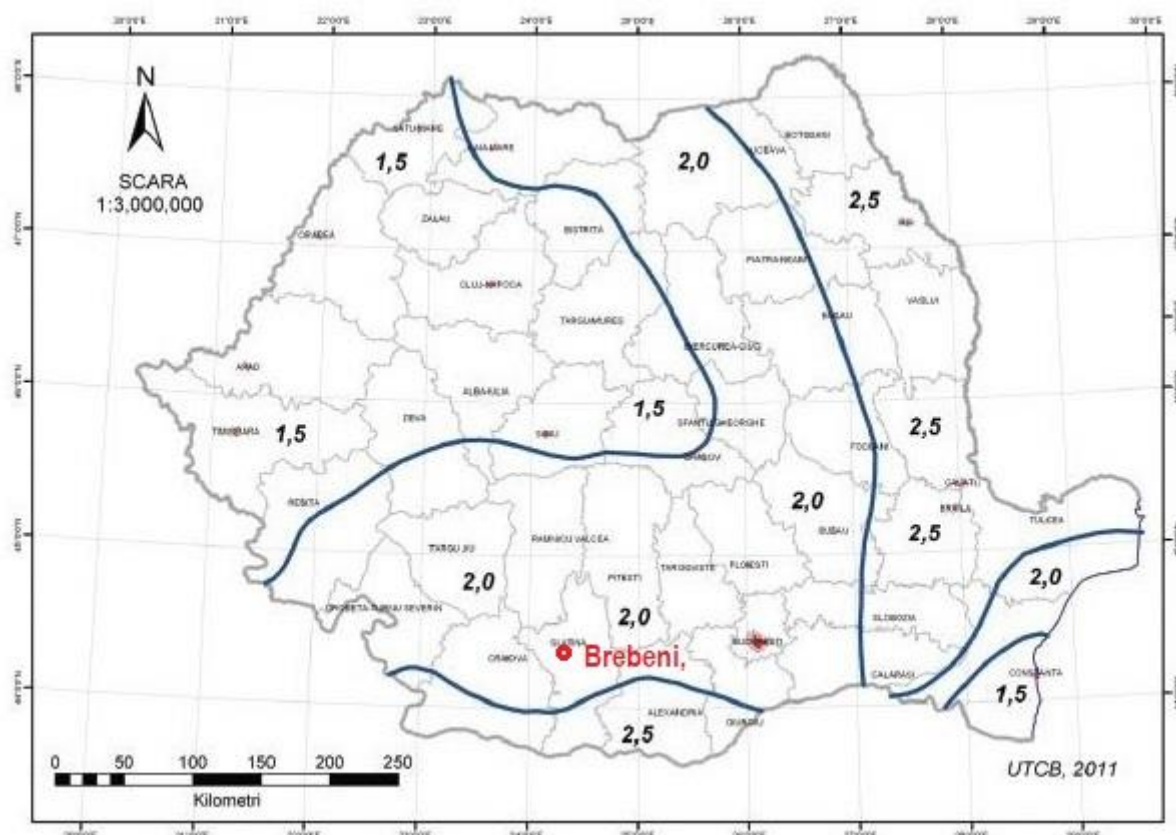 N
SCARA
1:3,000,000
SATU MARE
BAIA MARE
BOTOSANI
SUCEAVA
1,5
2,0
2,5
IASI
ZALAU
ORADEA
BISTRITA
PIATRA NEAMT
CLUJ-NAPOCA
VASLUI
TARGU MURES
BACAU
MIERCUREA-CIUC
ARAD
ALBA-IULIA
DEVA
1,5
SFANTU GHEORGHE
2,5
TIMISOARA
1,5
SIBIU
FOCSANI
BRASOV
GALATI
RESITA
2,0
BRAILA
TULCEA
BUZAU
2,5
RAMNICU VALCEA
TARGU JIU
PITESTI
TARGOVISTE
PLOIESTI
2,0
2,0
DROBETA-TURNU SEVERIN
2,0
SLOBOZIA
SLATINA
BUCURESTI
CRAIOVA
Brebeni,
CALARASI
CONSTANTA
1,5
ALEXANDRIA
GIURGIU
2,5
0 50 100 150 200 250
Kilometri
UTCB, 2011